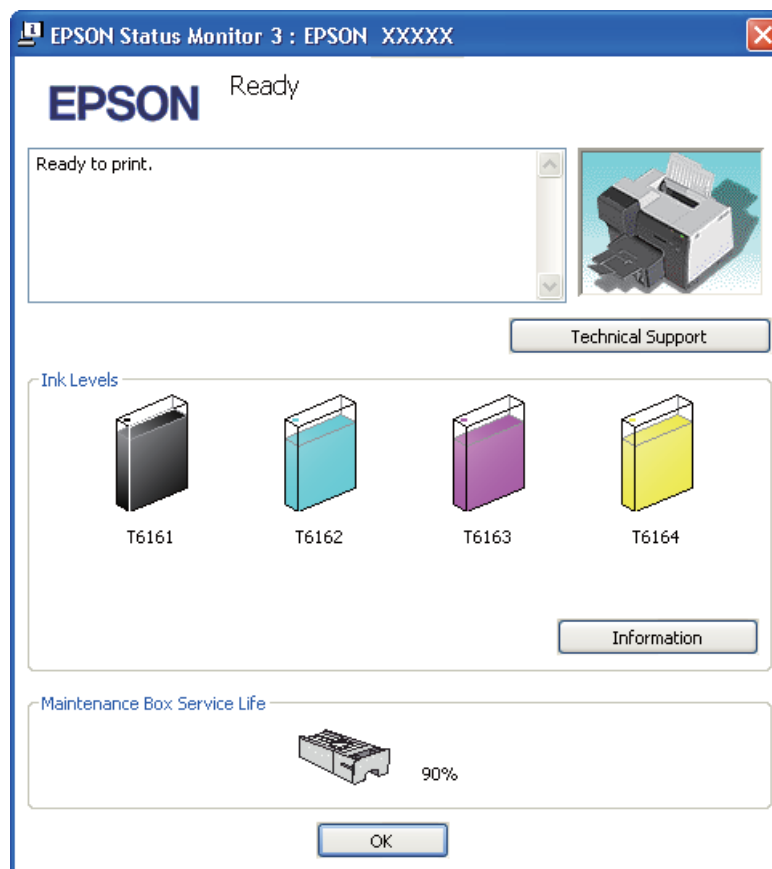 EPSON Status Monitor 3 : EPSON XXXXX
EPSON
Ready
Ready to print.
Technical Support
Ink Levels
T6161
T6162
T6163
T6164
Information
Maintenance Box Service Life
90%
OK